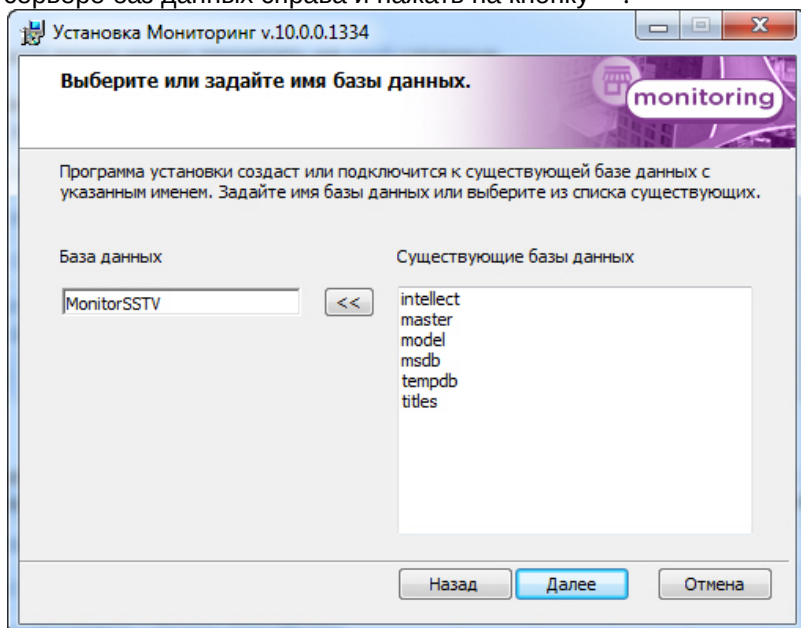 Установка Мониторинг v.10.0.0.1334
Выберите или задайте имя базы данных.
monitoring
Программа установки создаст или подключится к существующей базе данных с
указанным именем. Задайте имя базы данных или выберите из списка существующих.
База данных
Существующие базы данных
MonitorSSTV
<<
intellect
master
model
msdb
tempdb
titles
Назад
Далее
Отмена